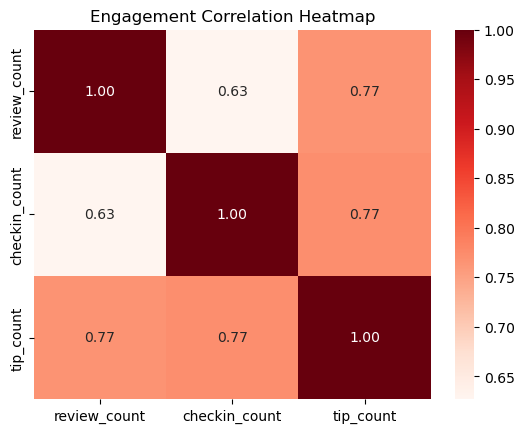 Engagement Correlation Heatmap
review_count
1.00
0.63
0.77
checkin_count
0.63
1.00
0.77
tip_count
0.77
0.77
1.00
review_count
checkin_count
tip_count
1.00
0.95
0.90
0.85
0.80
0.75
0.70
0.65